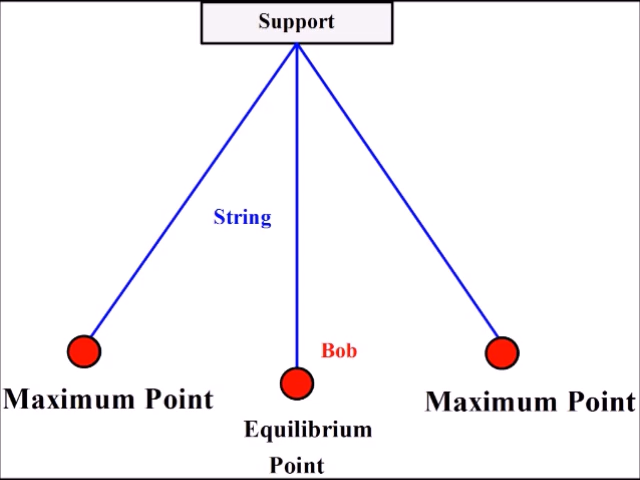 Support
String
Bob
Maximum Point
Maximum Point
Equilibrium
Point